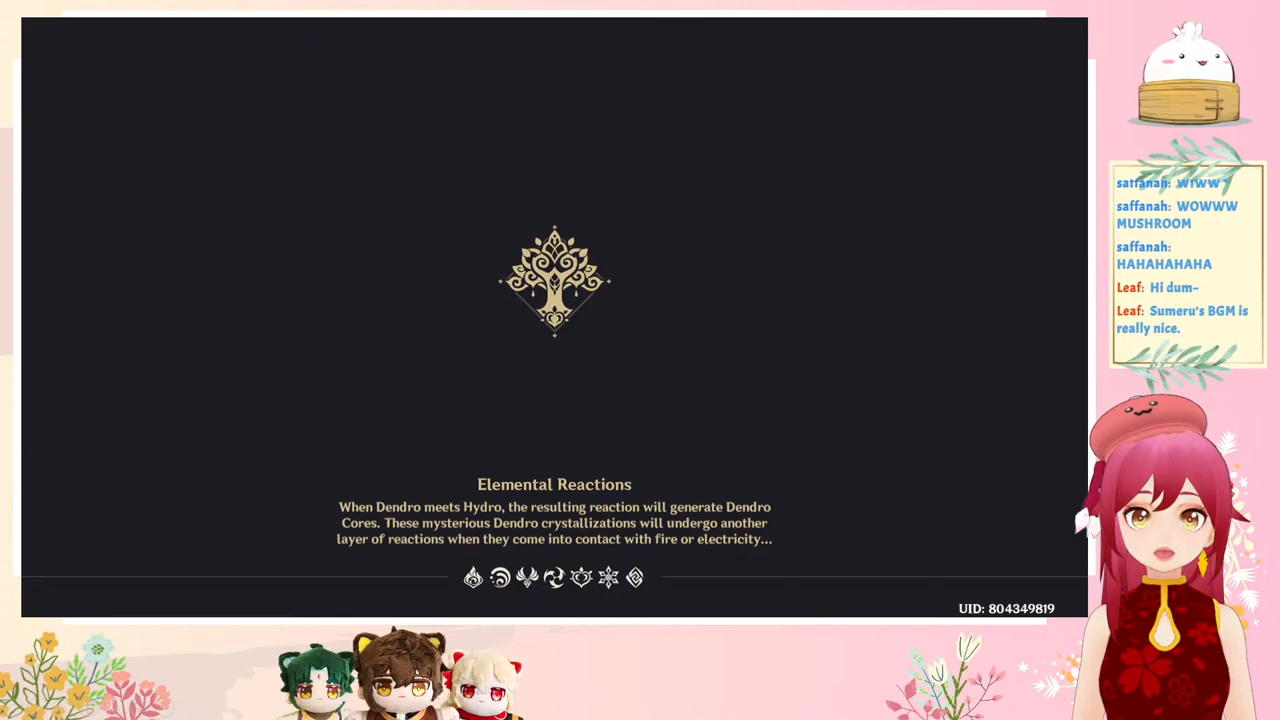 saffanah: WIWW
saffanah: WOWWW
MUSHROOM
saffanah:
HAHAHAHAHA
Leaf: Hi dum~
Leaf: Sumeru's BGM is
really nice.
Elemental Reactions
When Dendro meets Hydro, the resulting reaction will generate Dendro
Cores. These mysterious Dendro crystallizations will undergo another
layer of reactions when they come into contact with fire or electricity...
UID: 804349819